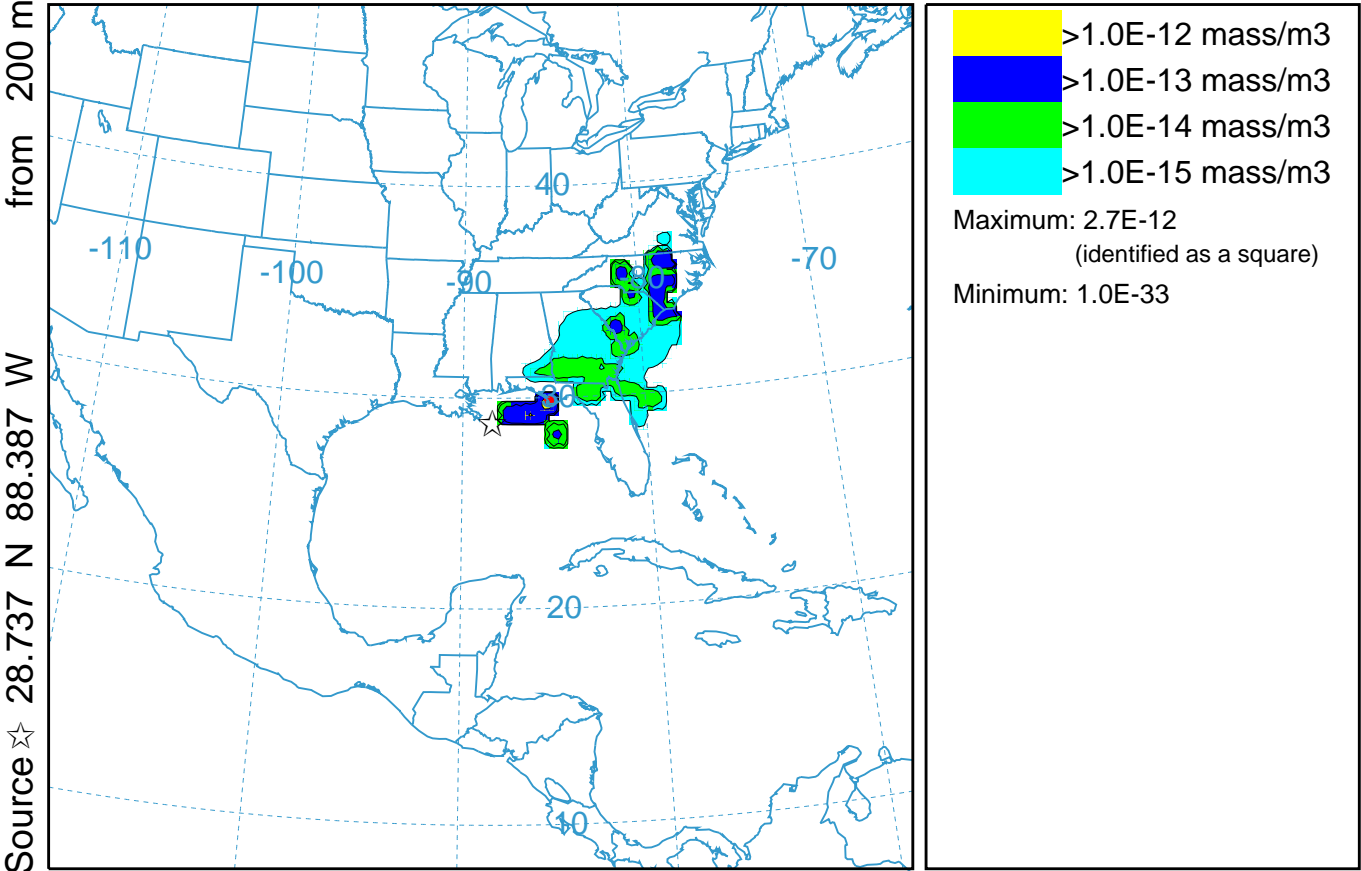 Source ☆ 28.737 N 88.387 W from 200 m
>1.0E-12 mass/m3
>1.0E-13 mass/m3
>1.0E-14 mass/m3
>1.0E-15 mass/m3
Maximum: 2.7E-12
(identified as a square)
Minimum: 1.0E-33
40
-110
-100
-90
-70
30
20
10